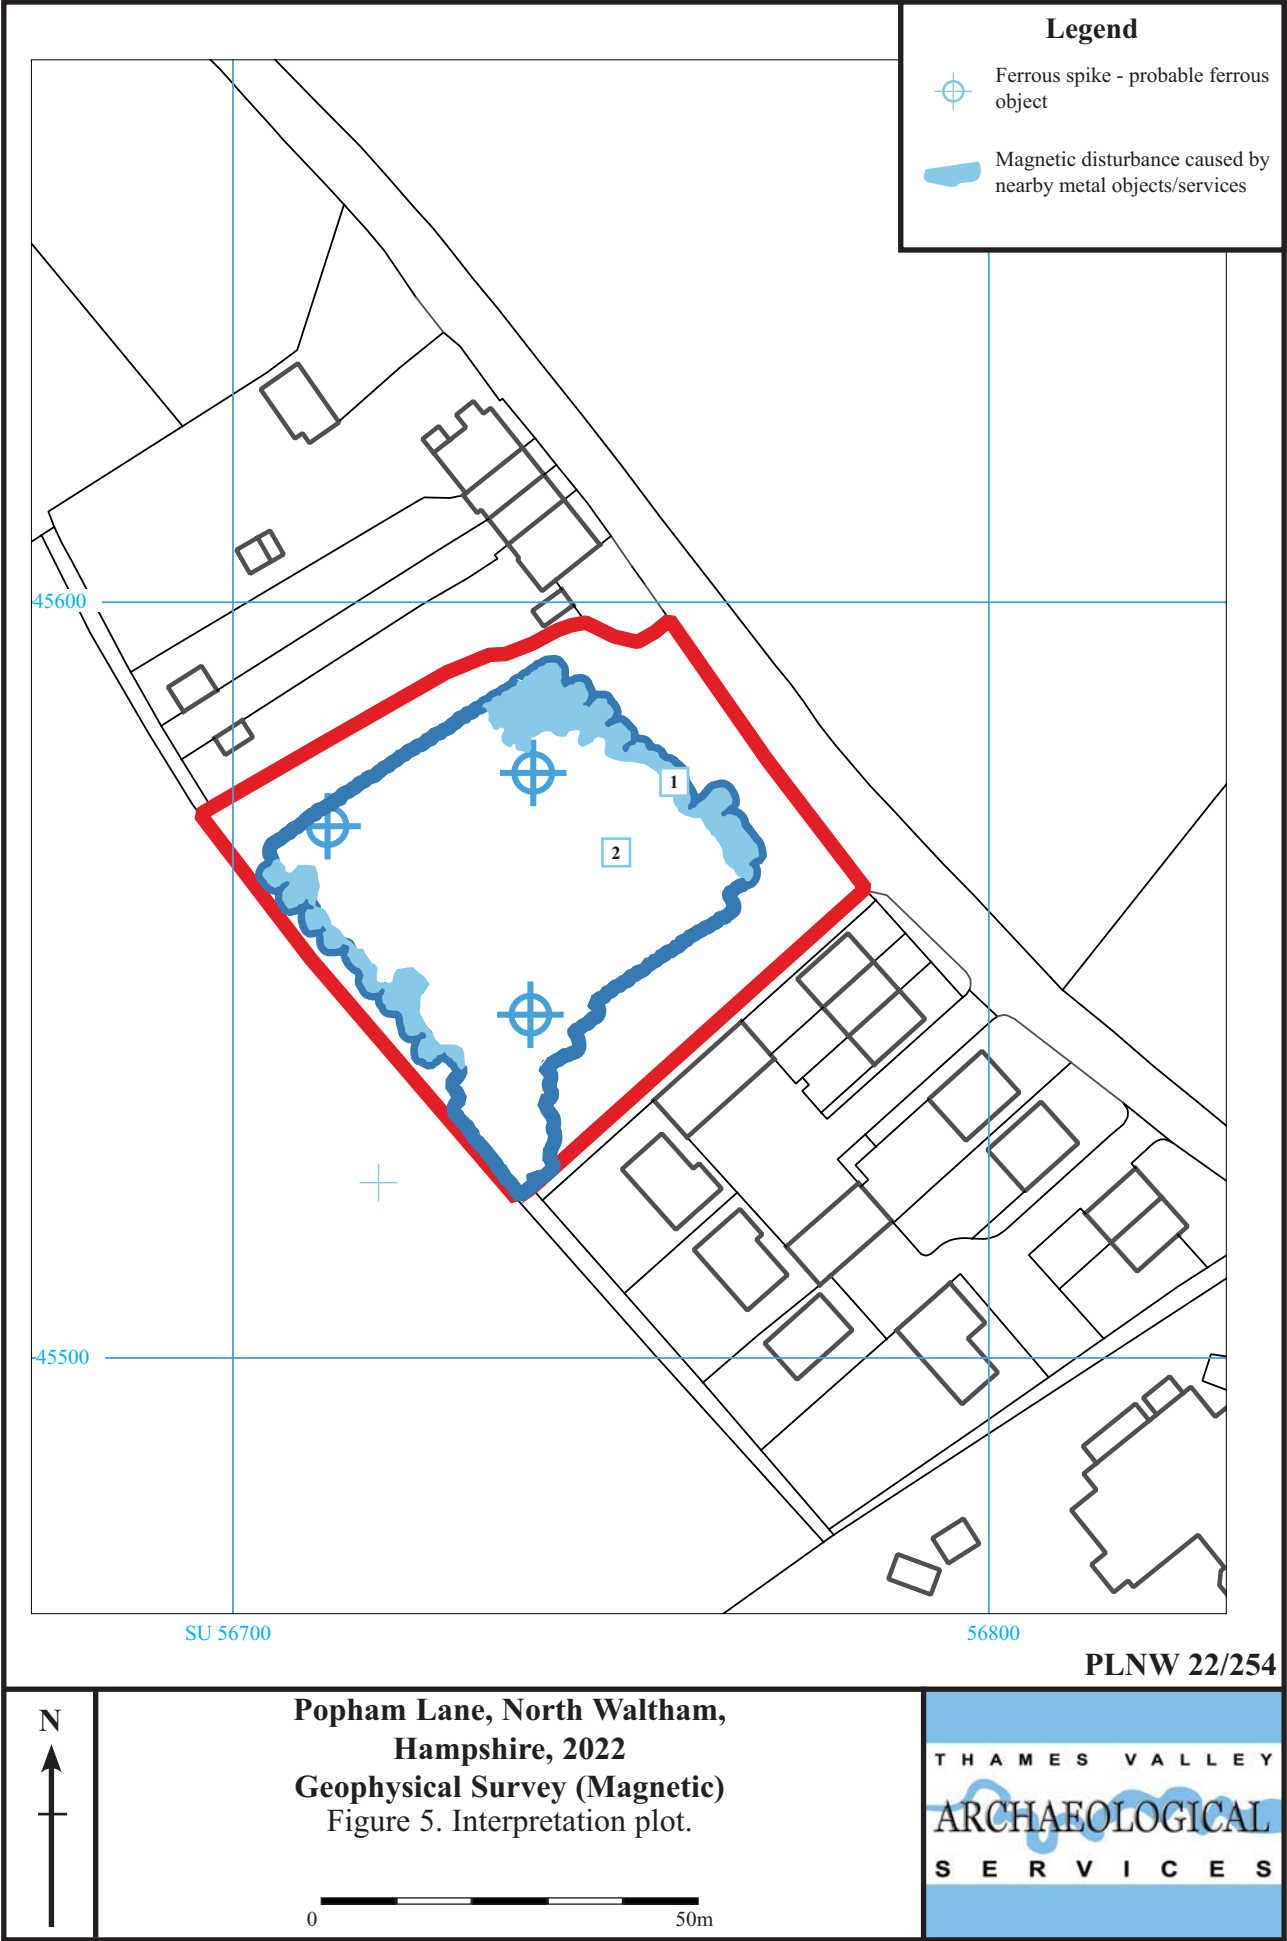 Legend
Ferrous spike - probable ferrous
object
Magnetic disturbance caused by
nearby metal objects/services
45600
1
2
45500
SU 56700
56800
PLNW 22/254
N
Popham Lane, North Waltham,
Hampshire, 2022
Geophysical Survey (Magnetic)
Figure 5. Interpretation plot.
0
50m
THAMES VALLEY
ARCHAEOLOGICAL
SERVICES